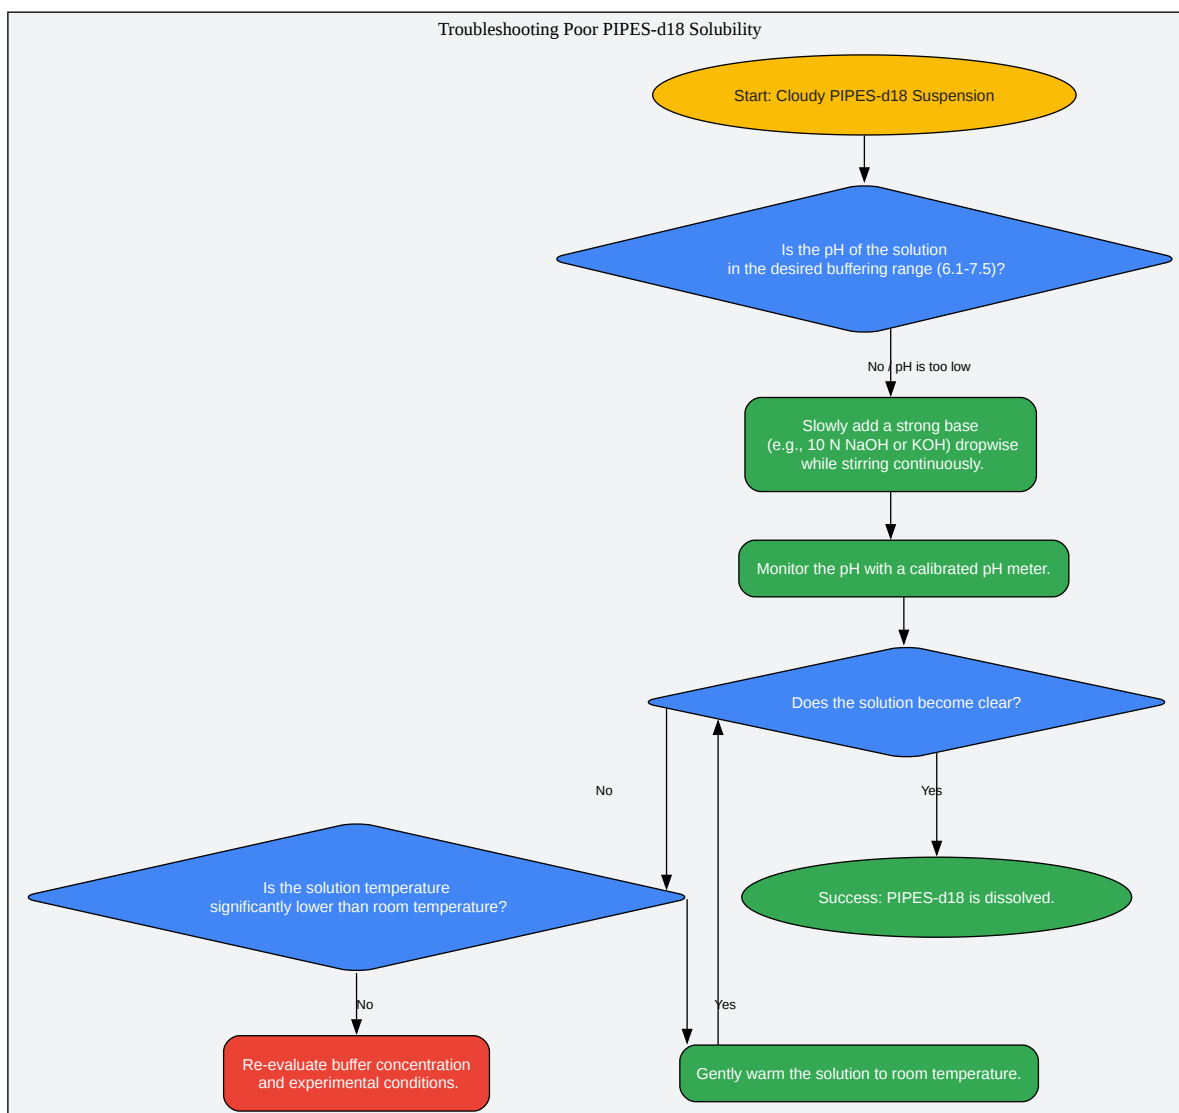 Troubleshooting Poor PIPES-d18 Solubility
Start: Cloudy PIPES-d18 Suspension
Is the pH of the solution
in the desired buffering range (6.1-7.5)?
No / pH is too low
Slowly add a strong base
(e.g., 10 N NaOH or KOH) dropwise
while stirring continuously.
Monitor the pH with a calibrated pH meter.
Does the solution become clear?
No
Yes
Is the solution temperature
significantly lower than room temperature?
Success: PIPES-d18 is dissolved.
No
Yes
Re-evaluate buffer concentration
and experimental conditions.
Gently warm the solution to room temperature.